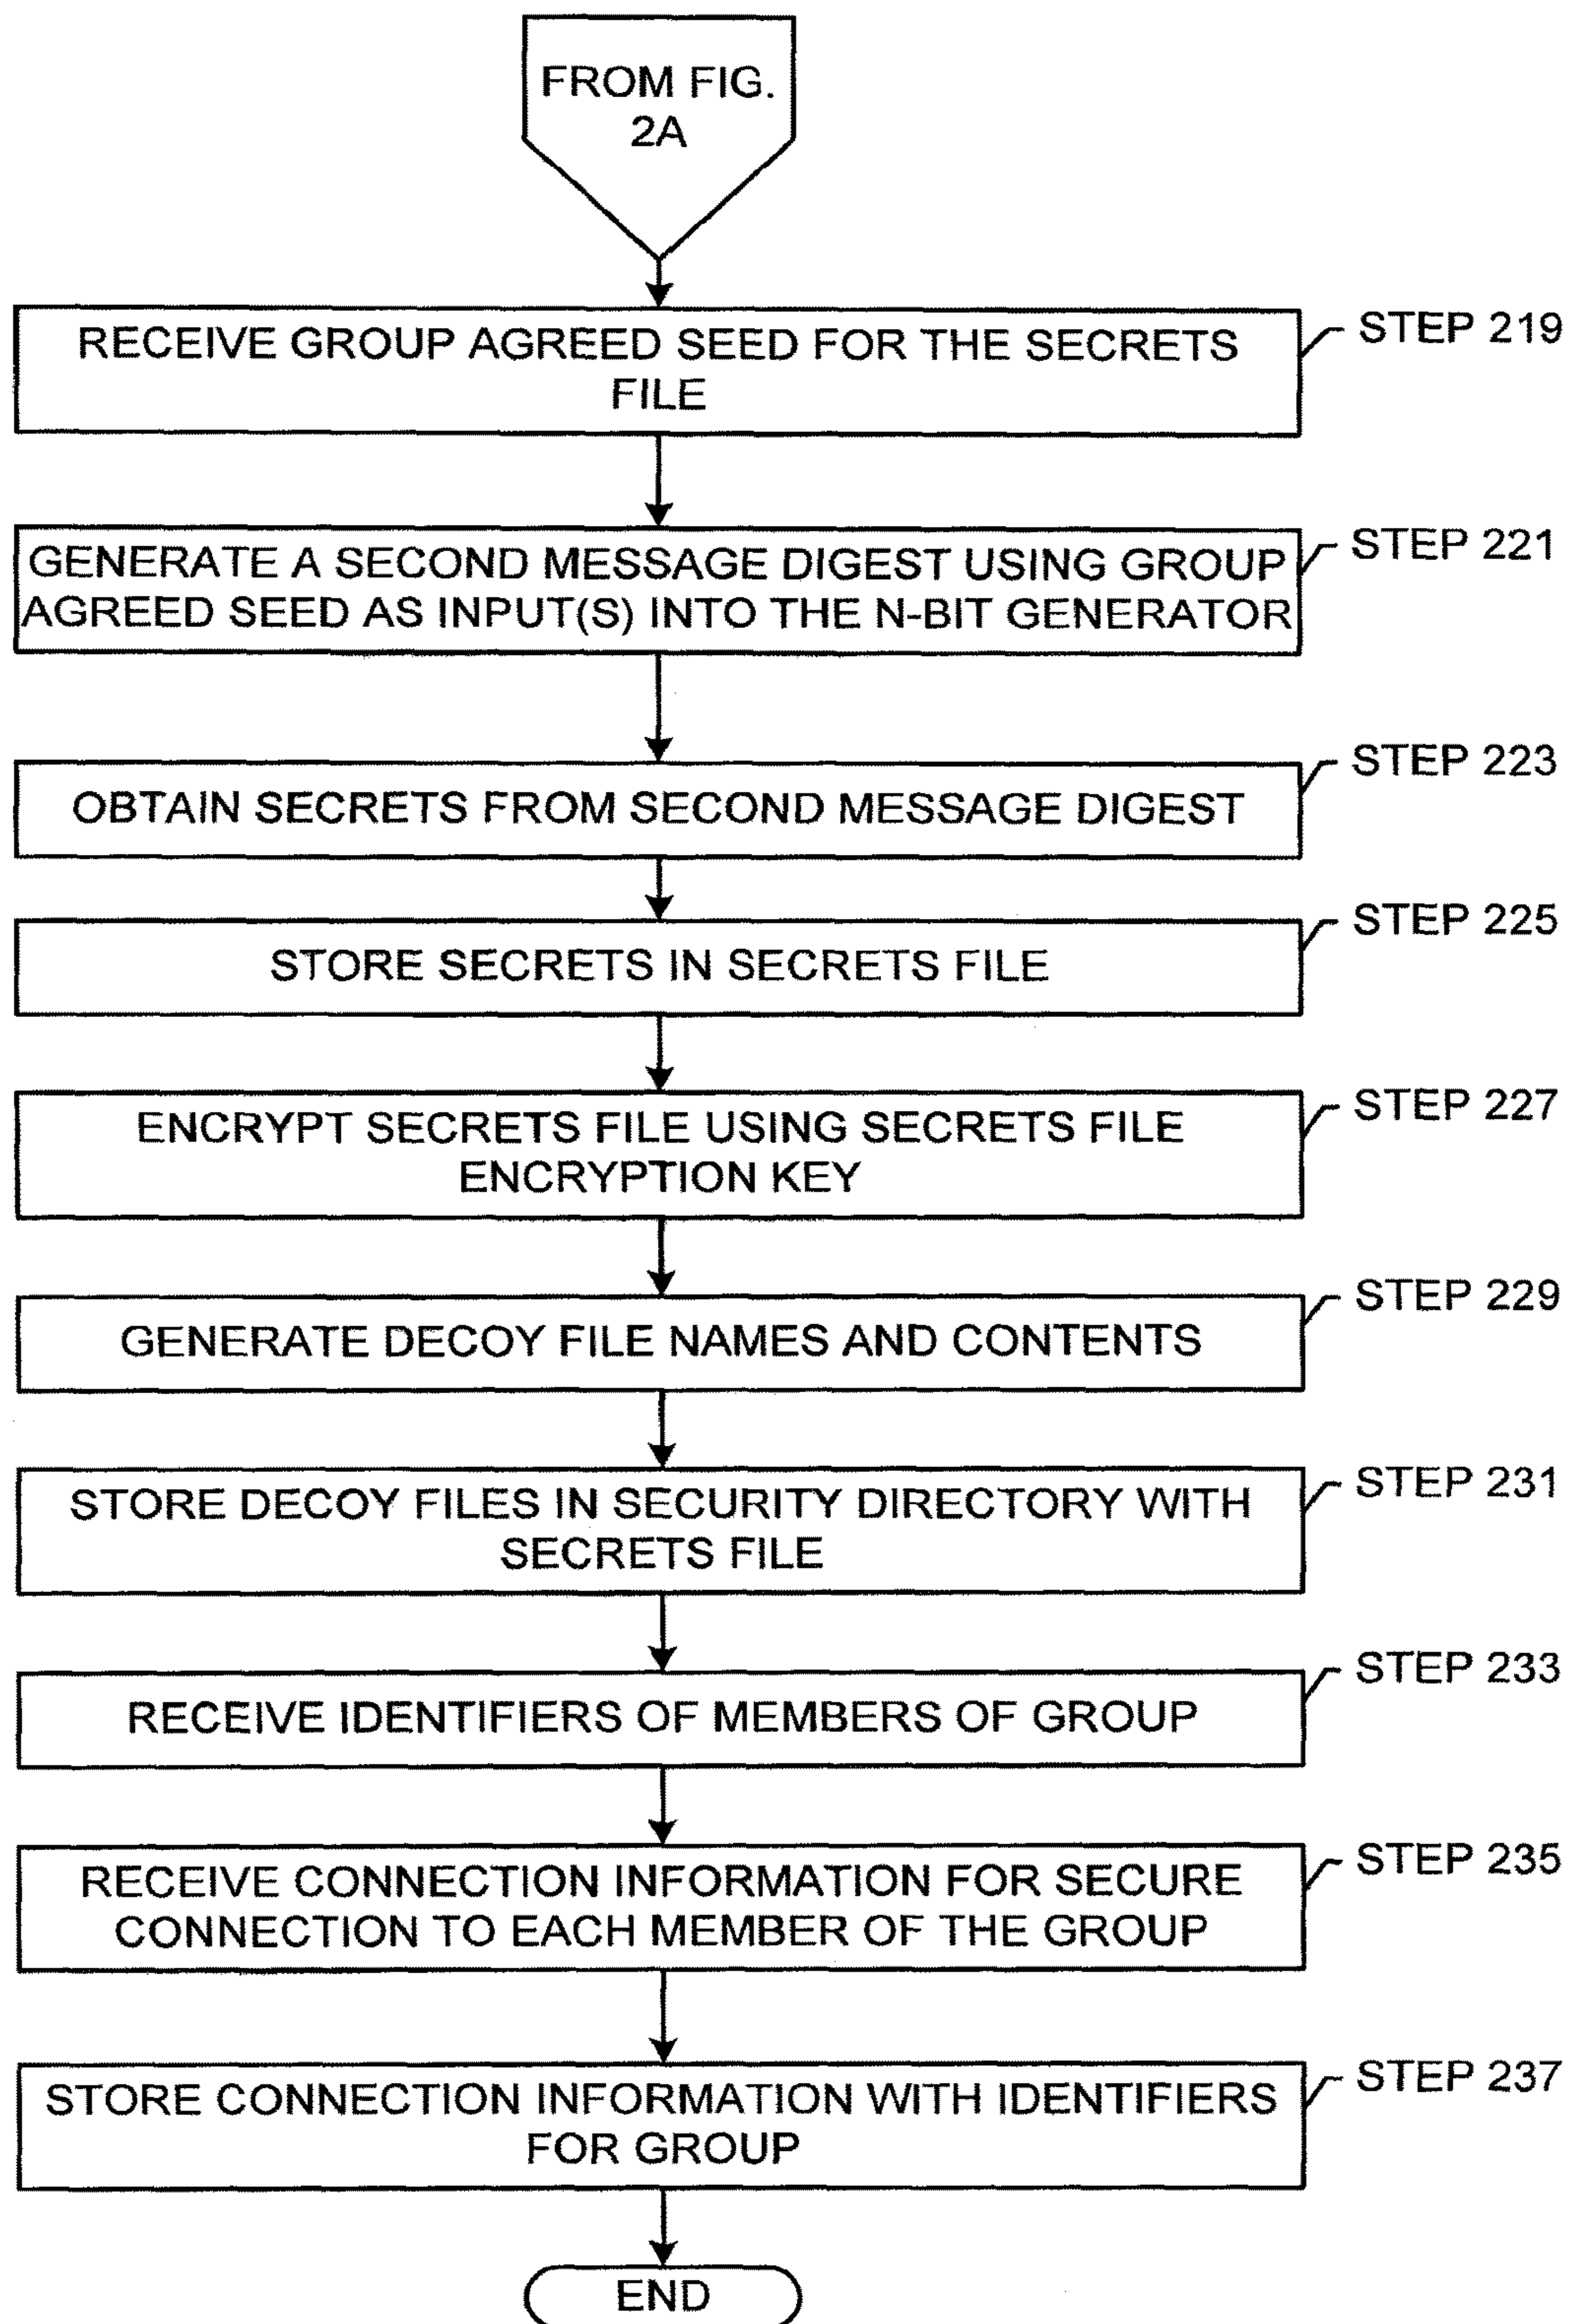 FROM FIG.
2A
RECEIVE GROUP AGREED SEED FOR THE SECRETS
FILE
STEP 219
GENERATE A SECOND MESSAGE DIGEST USING GROUP
AGREED SEED AS INPUT(S) INTO THE N-BIT GENERATOR
STEP 221
OBTAIN SECRETS FROM SECOND MESSAGE DIGEST
STEP 223
STORE SECRETS IN SECRETS FILE
STEP 225
ENCRYPT SECRETS FILE USING SECRETS FILE
ENCRYPTION KEY
STEP 227
GENERATE DECOY FILE NAMES AND CONTENTS
STEP 229
STORE DECOY FILES IN SECURITY DIRECTORY WITH
SECRETS FILE
STEP 231
RECEIVE IDENTIFIERS OF MEMBERS OF GROUP
STEP 233
RECEIVE CONNECTION INFORMATION FOR SECURE
CONNECTION TO EACH MEMBER OF THE GROUP
STEP 235
STORE CONNECTION INFORMATION WITH IDENTIFIERS
FOR GROUP
STEP 237
END